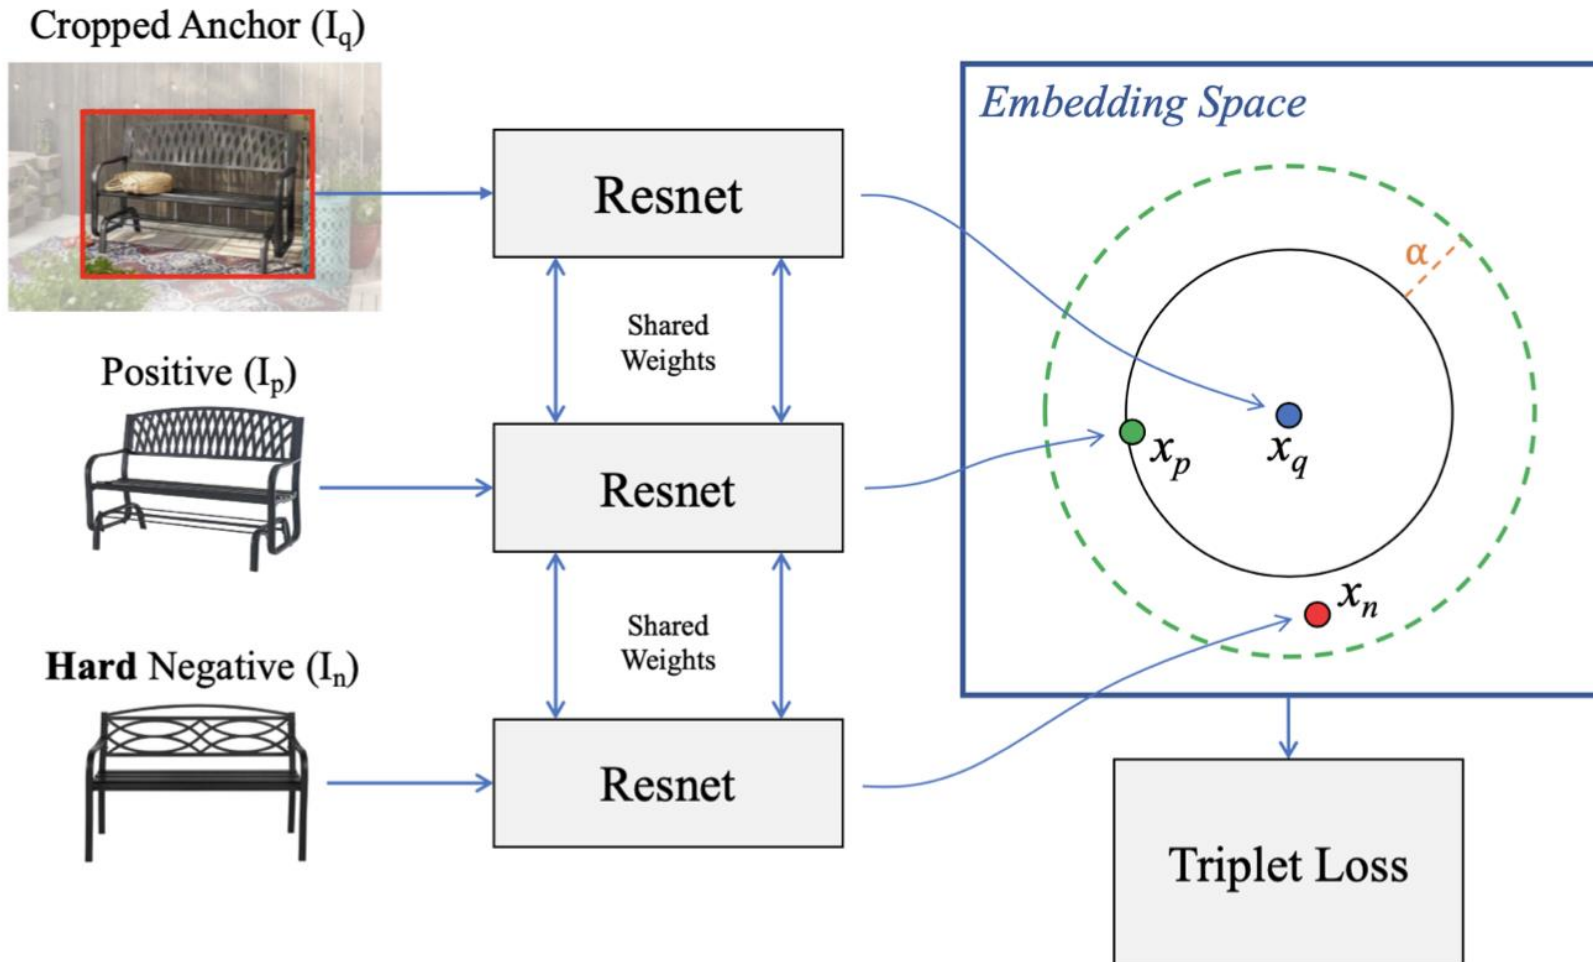 Cropped Anchor (I_q)
Embedding Space
Resnet
α
Shared
Weights
Positive (I_p)
x_p
x_q
Resnet
x_n
Shared
Weights
Hard Negative (I_n)
Resnet
Triplet Loss